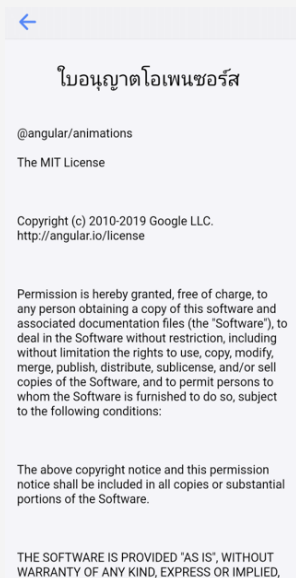 ใบอนุญาตโอเพนซอร์ส
@angular/animations
The MIT License
Copyright (c) 2010-2019 Google LLC.
http://angular.io/license
Permission is hereby granted, free of charge, to
any person obtaining a copy of this software and
associated documentation files (the "Software"), to
deal in the Software without restriction, including
without limitation the rights to use, copy, modify,
merge, publish, distribute, sublicense, and/or sell
copies of the Software, and to permit persons to
whom the Software is furnished to do so, subject
to the following conditions:
The above copyright notice and this permission
notice shall be included in all copies or substantial
portions of the Software.
THE SOFTWARE IS PROVIDED "AS IS", WITHOUT
WARRANTY OF ANY KIND, EXPRESS OR IMPLIED,